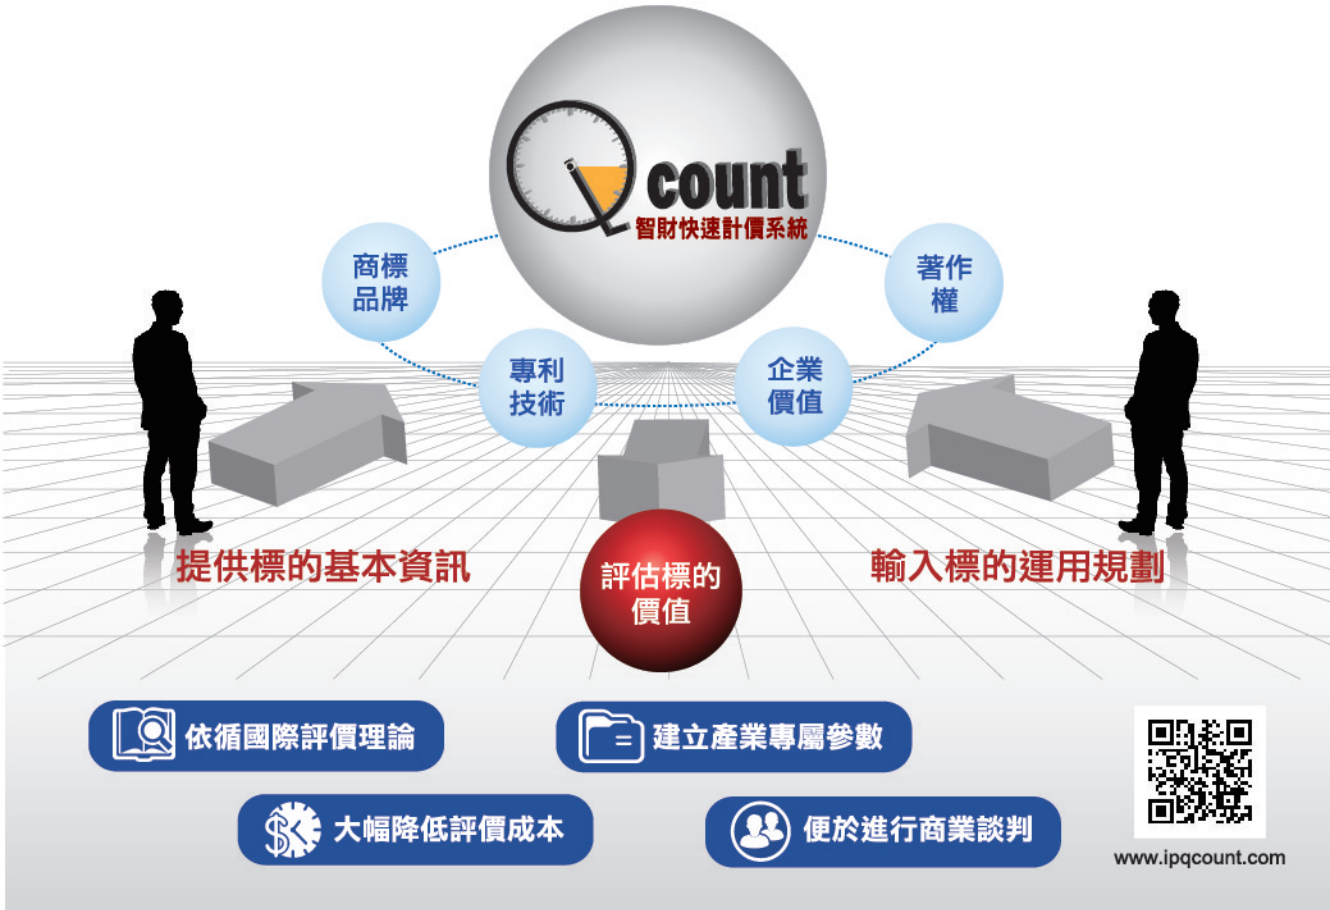 Qcount
智財快速計價系統
商標
品牌
著作
權
專利
技術
企業
價值
提供標的基本資訊
評估標的
價值
輸入標的運用規劃
依循國際評價理論
建立產業專屬參數
大幅降低評價成本
便於進行商業談判
www.ipqcount.com